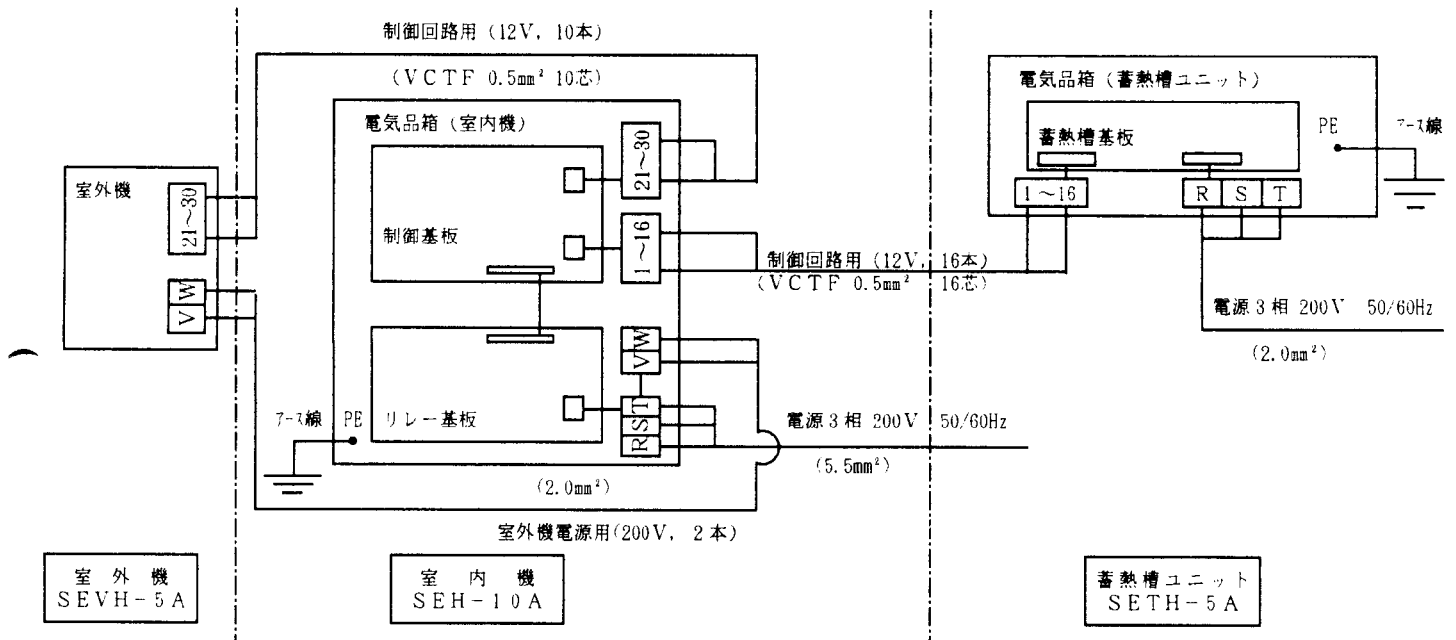 制御回路用 (12V, 10本)
(VCTF 0.5mm² 10芯)
室外機
21~30
W
V
電気品箱 (室内機)
制御基板
21~30
1~16
リレー基板
W
V
T
S
R
アース線 PE
(2.0mm²)
室外機電源用(200V, 2本)
制御回路用 (12V, 16本)
(VCTF 0.5mm² 16芯)
電源3相 200V 50/60Hz
(5.5mm²)
電気品箱 (蓄熱槽ユニット)
蓄熱槽基板
1~16
R S T
PE アース線
電源3相 200V 50/60Hz
(2.0mm²)
室外機
SEVH-5A
室内機
SEH-10A
蓄熱槽ユニット
SETH-5A